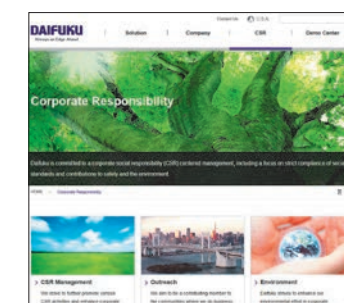 Contact Us U.S.A.
DAIFUKU
Always an Edge Ahead
Solution Company CSR Demo Center
Corporate Responsibility
Daifuku is committed to a corporate social responsibility (CSR) centered management, including a focus on strict compliance of
standards and contributions to safety and the environment.
HOME Corporate Responsibility
> CSR Management > Outreach > Environment
We strive to further promote various We aim to be a contributing member to Daifuku strives to enhance our
CSR activities and enhance corporate the communities where we do business. environmental effort in corporate